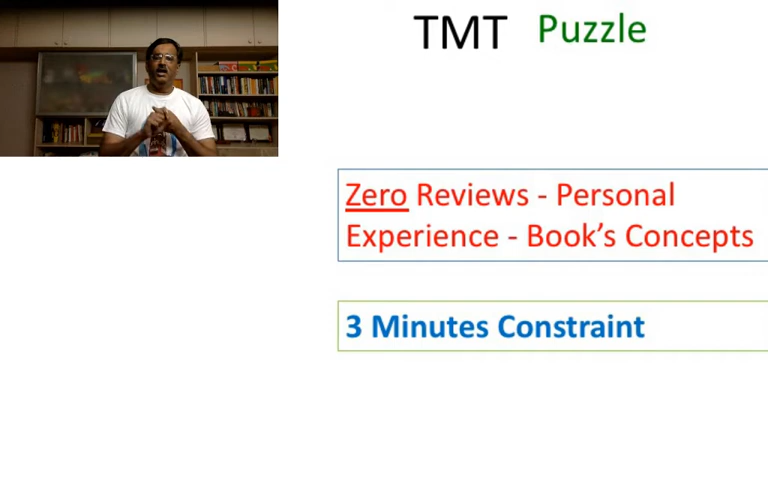 TMT Puzzle
Zero Reviews - Personal
Experience - Book's Concepts
3 Minutes Constraint